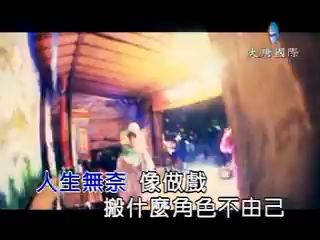 大唐國際
人生無奈 像做戲
搬什麼角色不由己